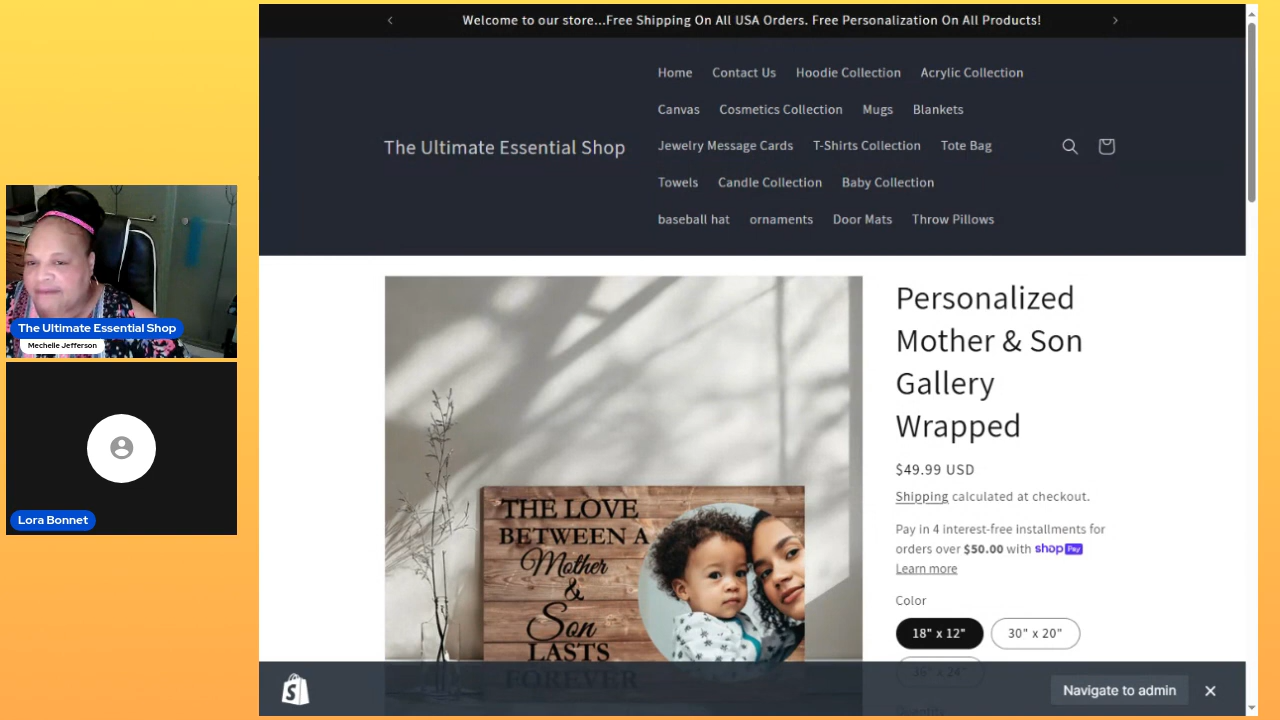 Welcome to our store...Free Shipping On All USA Orders. Free Personalization On All Products!
Home Contact Us Hoodie Collection Acrylic Collection
Canvas Cosmetics Collection Mugs Blankets
The Ultimate Essential Shop
Jewelry Message Cards T-Shirts Collection Tote Bag
Towels Candle Collection Baby Collection
baseball hat ornaments Door Mats Throw Pillows
The Ultimate Essential Shop
Mechelle Jefferson
Lora Bonnet
THE LOVE
BETWEEN A
Mother
&
Son
LASTS
FOREVER
Personalized
Mother & Son
Gallery
Wrapped
$49.99 USD
Shipping calculated at checkout.
Pay in 4 interest-free installments for
orders over $50.00 with shop Pay
Learn more
Color
18" x 12"
30" x 20"
Quantity
Navigate to admin